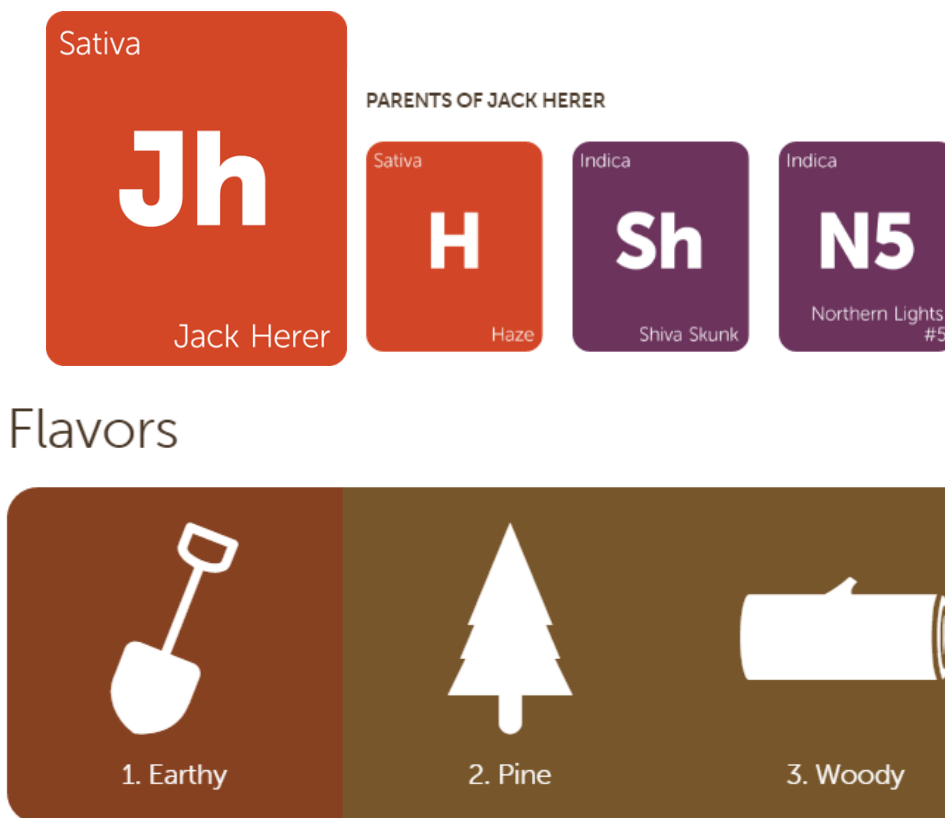 Sativa
Jh
Jack Herer
PARENTS OF JACK HERER
Sativa
H
Haze
Indica
Sh
Shiva Skunk
Indica
N5
Northern Lights
#5
Flavors
1. Earthy
2. Pine
3. Woody